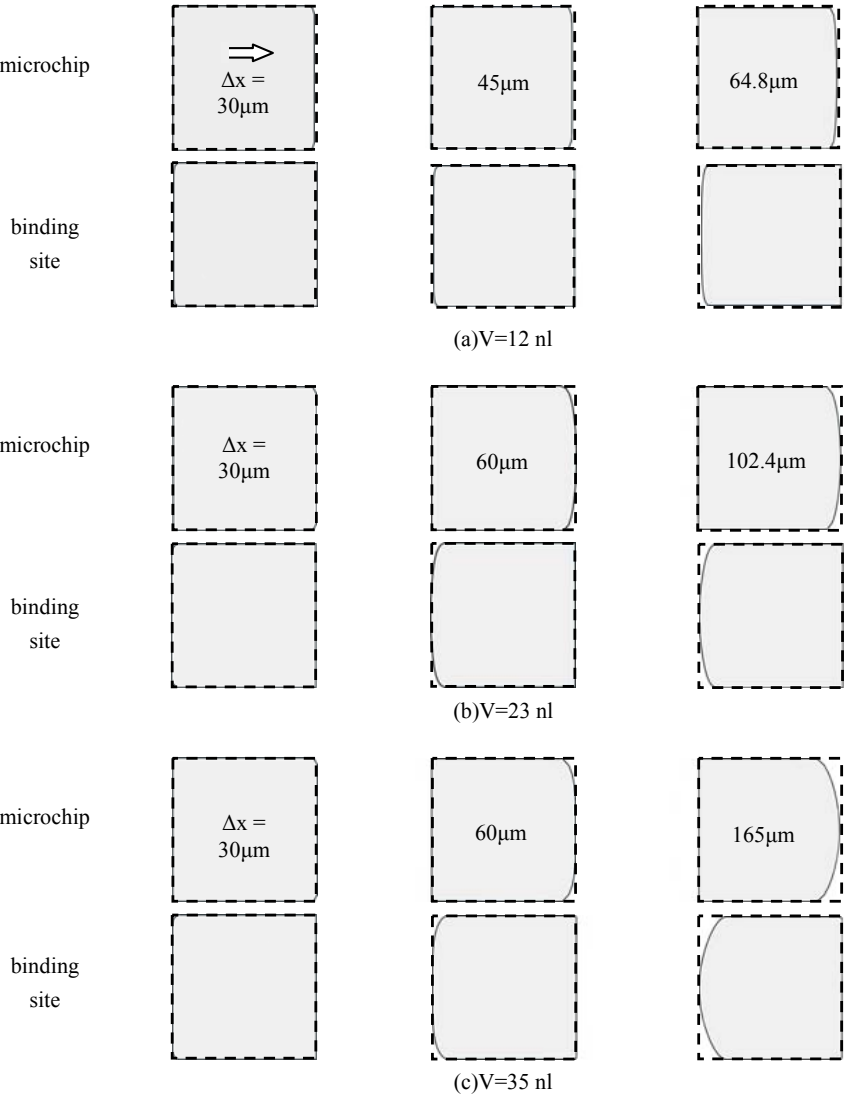 microchip
Δx =
30μm
45μm
64.8μm
binding
site
(a)V=12 nl
microchip
Δx =
30μm
60μm
102.4μm
binding
site
(b)V=23 nl
microchip
Δx =
30μm
60μm
165μm
binding
site
(c)V=35 nl